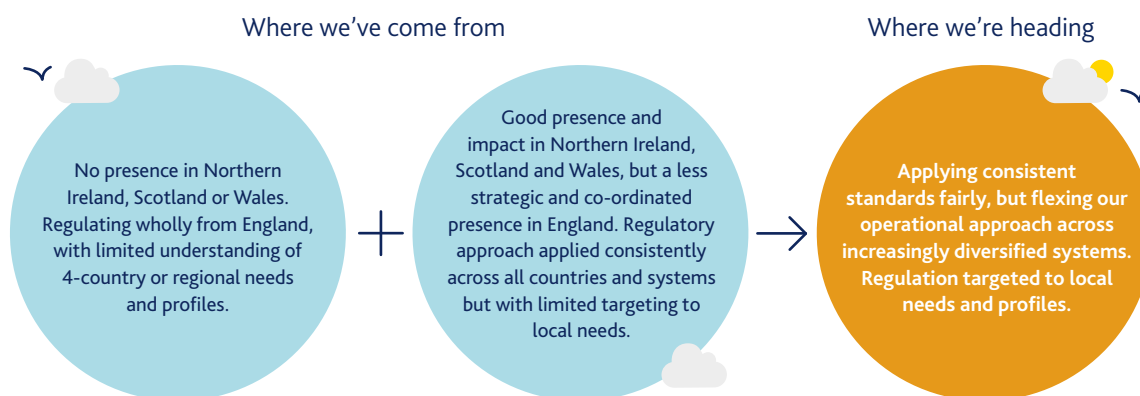 Where we’ve come from
Where we’re heading
No presence in Northern
Ireland, Scotland or Wales.
Regulating wholly from England,
with limited understanding of
4-country or regional needs
and profiles.
Good presence and
impact in Northern Ireland,
Scotland and Wales, but a less
strategic and co-ordinated
presence in England. Regulatory
approach applied consistently
across all countries and systems
but with limited targeting to
local needs.
Applying consistent
standards fairly, but flexing our
operational approach across
increasingly diversified systems.
Regulation targeted to local
needs and profiles.